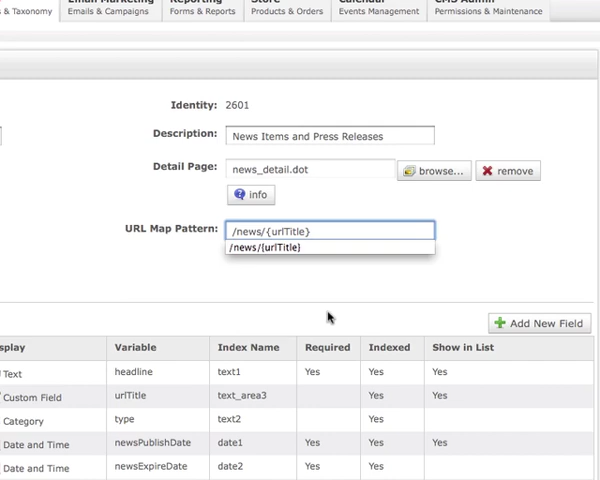 Email Marketing Reporting Store Calendar CMS Admin
& Taxonomy Emails & Campaigns Forms & Reports Products & Orders Events Management Permissions & Maintenance
Identity: 2601
Description: News Items and Press Releases
Detail Page: news_detail.dot browse... remove
info
URL Map Pattern: /news/{urlTitle}
/news/{urlTitle}
Add New Field
splay Variable Index Name Required Indexed Show in List
Text headline text1 Yes Yes Yes
Custom Field urlTitle text_area3 Yes Yes
Category type text2 Yes
Date and Time newsPublishDate date1 Yes Yes Yes
Date and Time newsExpireDate date2 Yes Yes